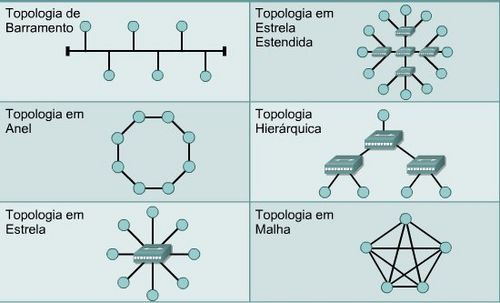 Topologia de
Barramento
Topologia em
Estrela
Estendida
Topologia em
Anel
Topologia
Hierárquica
Topologia em
Estrela
Topologia em
Malha